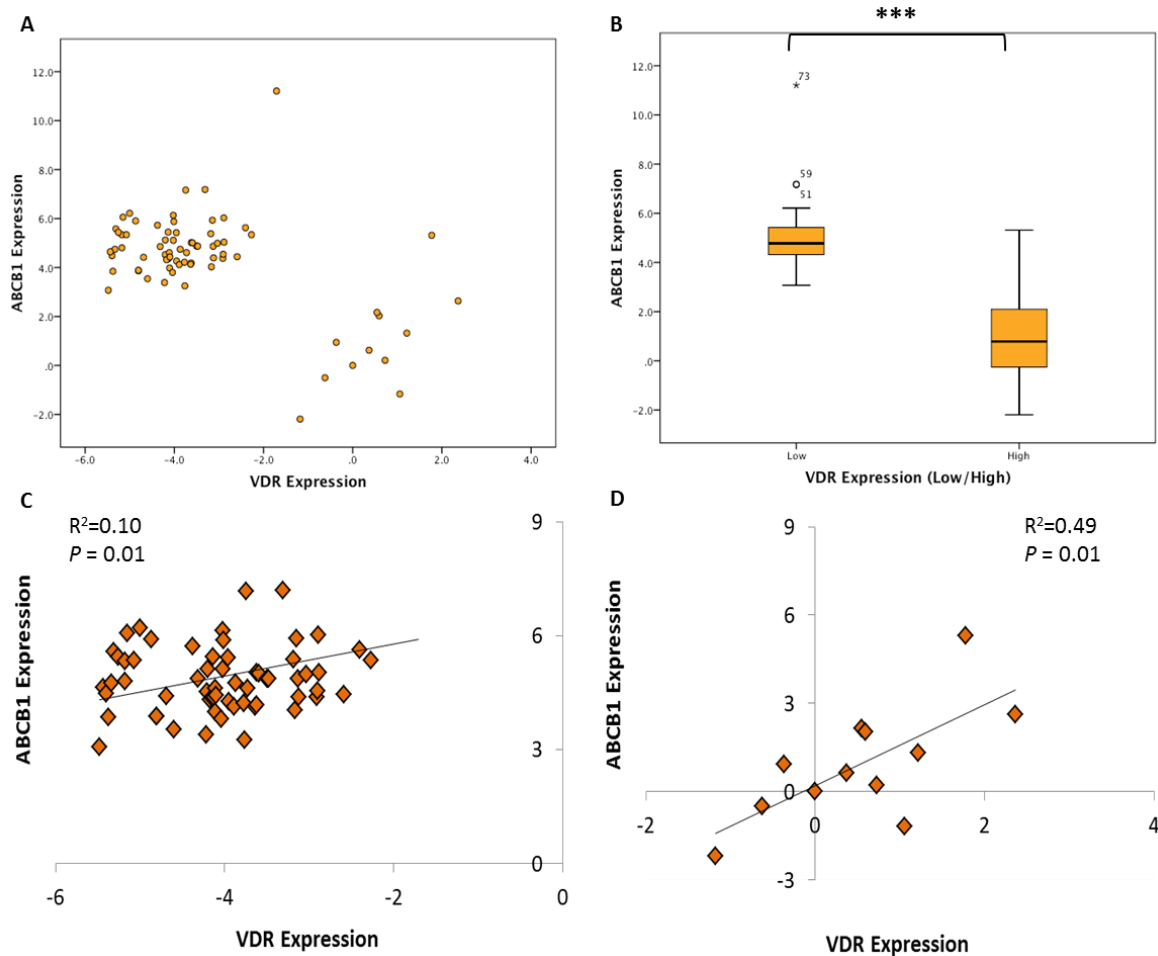 A
12.0
10.0
8.0
6.0
4.0
2.0
.0
-2.0
ABCB1 Expression
-6.0 -4.0 -2.0 .0 2.0 4.0
VDR Expression
B
***
12.0
10.0
8.0
6.0
4.0
2.0
.0
-2.0
ABCB1 Expression
73
*
59
51
Low High
VDR Expression (Low/High)
C
R²=0.10
P = 0.01
9
6
3
0
ABCB1 Expression
-6 -4 -2 0
VDR Expression
D
R²=0.49
P = 0.01
9
6
3
0
-3
ABCB1 Expression
-2 0 2 4
VDR Expression